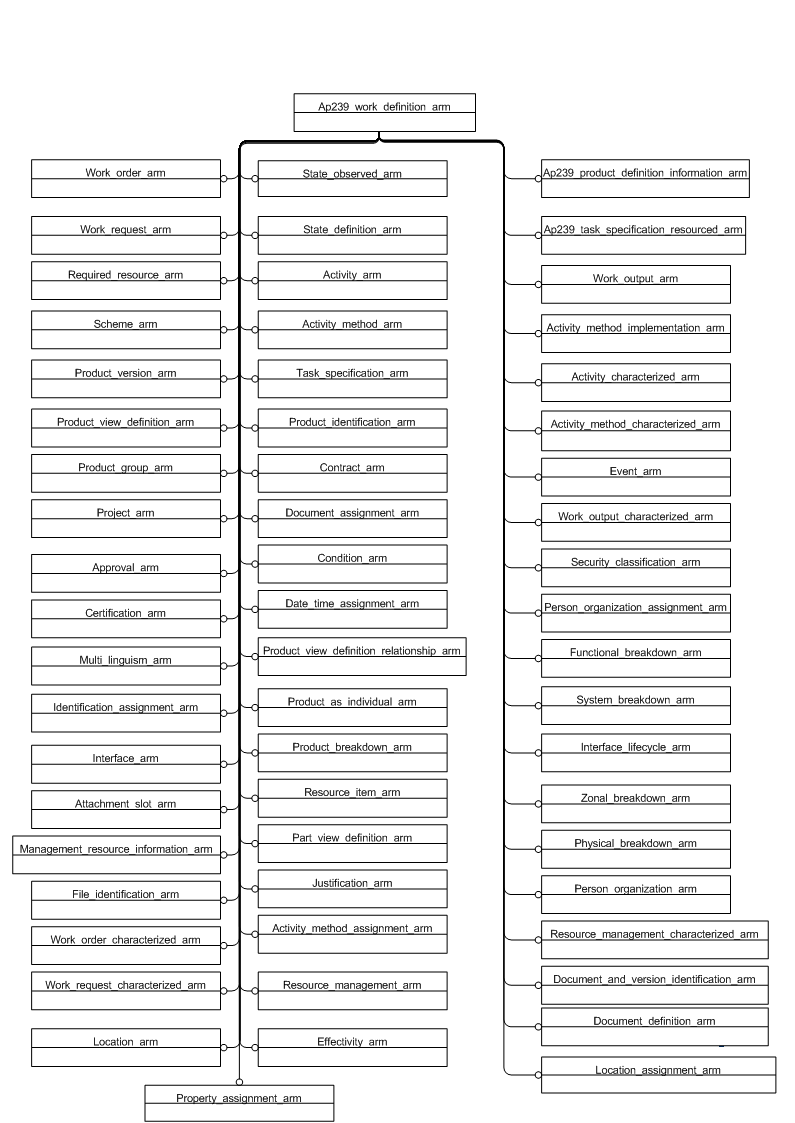 Ap239_work_definition_arm
Work_order_arm
State_observed_arm
Ap239_product_definition_information_arm
Work_request_arm
State_definition_arm
Ap239_task_specification_resourced_arm
Required_resource_arm
Activity_arm
Work_output_arm
Scheme_arm
Activity_method_arm
Activity_method_implementation_arm
Product_version_arm
Task_specification_arm
Activity_characterized_arm
Product_view_definition_arm
Product_identification_arm
Activity_method_characterized_arm
Product_group_arm
Contract_arm
Event_arm
Project_arm
Document_assignment_arm
Work_output_characterized_arm
Approval_arm
Condition_arm
Security_classification_arm
Certification_arm
Date_time_assignment_arm
Person_organization_assignment_arm
Multi_linguism_arm
Product_view_definition_relationship_arm
Functional_breakdown_arm
Identification_assignment_arm
Product_as_individual_arm
System_breakdown_arm
Interface_arm
Product_breakdown_arm
Interface_lifecycle_arm
Attachment_slot_arm
Resource_item_arm
Zonal_breakdown_arm
Management_resource_information_arm
Part_view_definition_arm
Physical_breakdown_arm
File_identification_arm
Justification_arm
Person_organization_arm
Work_order_characterized_arm
Activity_method_assignment_arm
Resource_management_characterized_arm
Work_request_characterized_arm
Resource_management_arm
Document_and_version_identification_arm
Document_definition_arm
Location_arm
Effectivity_arm
Location_assignment_arm
Property_assignment_arm